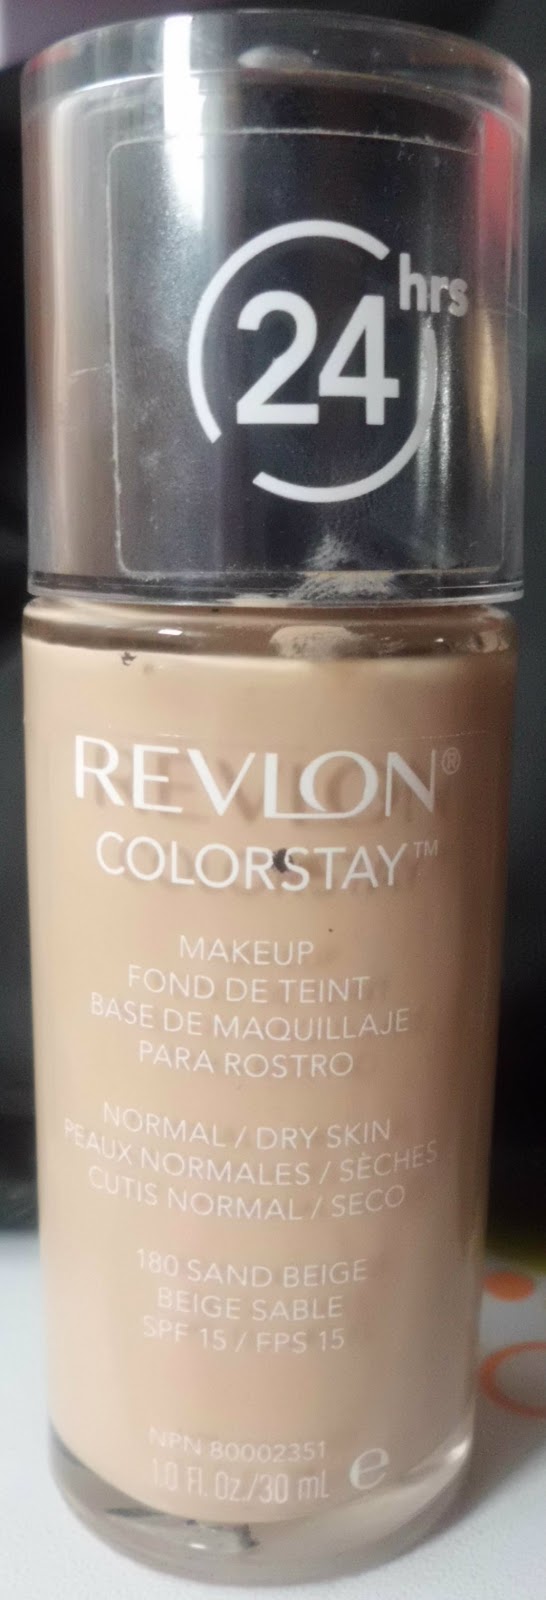 24 hrs
REVLON®
COLORSTAY™
MAKEUP
FOND DE TEINT
BASE DE MAQUILLAJE
PARA ROSTRO
NORMAL / DRY SKIN
PEAUX NORMALES / SÈCHES
CUTIS NORMAL / SECO
180 SAND BEIGE
BEIGE SABLE
SPF 15 / FPS 15
NPN 80002351
1.0 fl. Oz./30 mL ℮